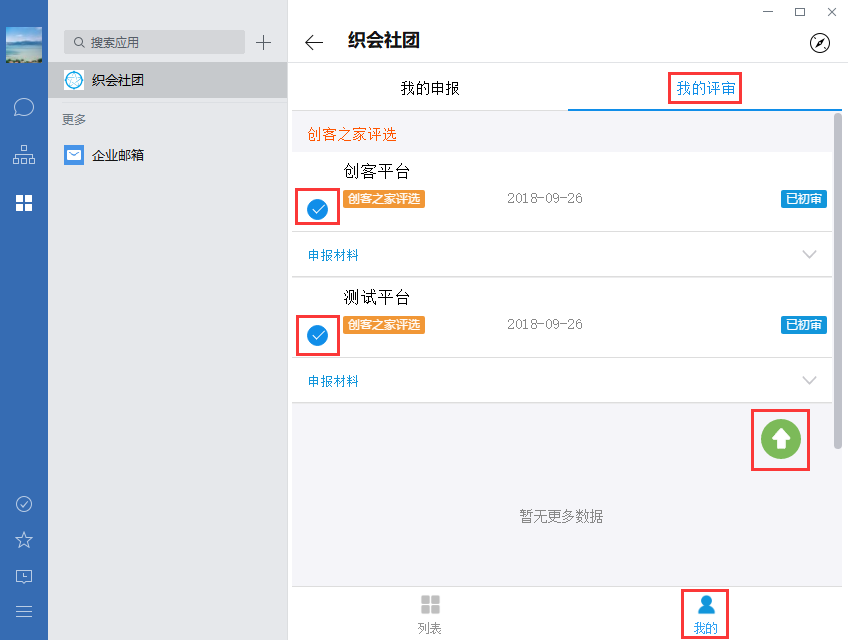 搜索应用
织会社团
更多
企业邮箱
织会社团
我的申报
我的评审
创客之家评选
创客平台
创客之家评选
2018-09-26
已初审
申报材料
测试平台
创客之家评选
2018-09-26
已初审
申报材料
暂无更多数据
列表
我的